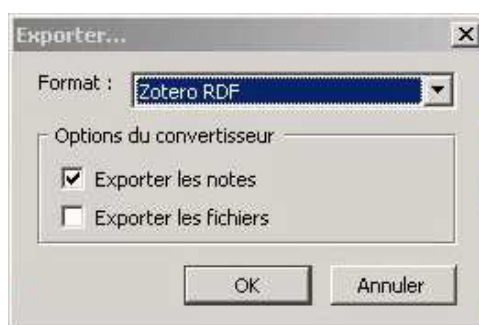 Exporter...
Format :
Zotero RDF
Options du convertisseur
Exporter les notes
Exporter les fichiers
OK
Annuler